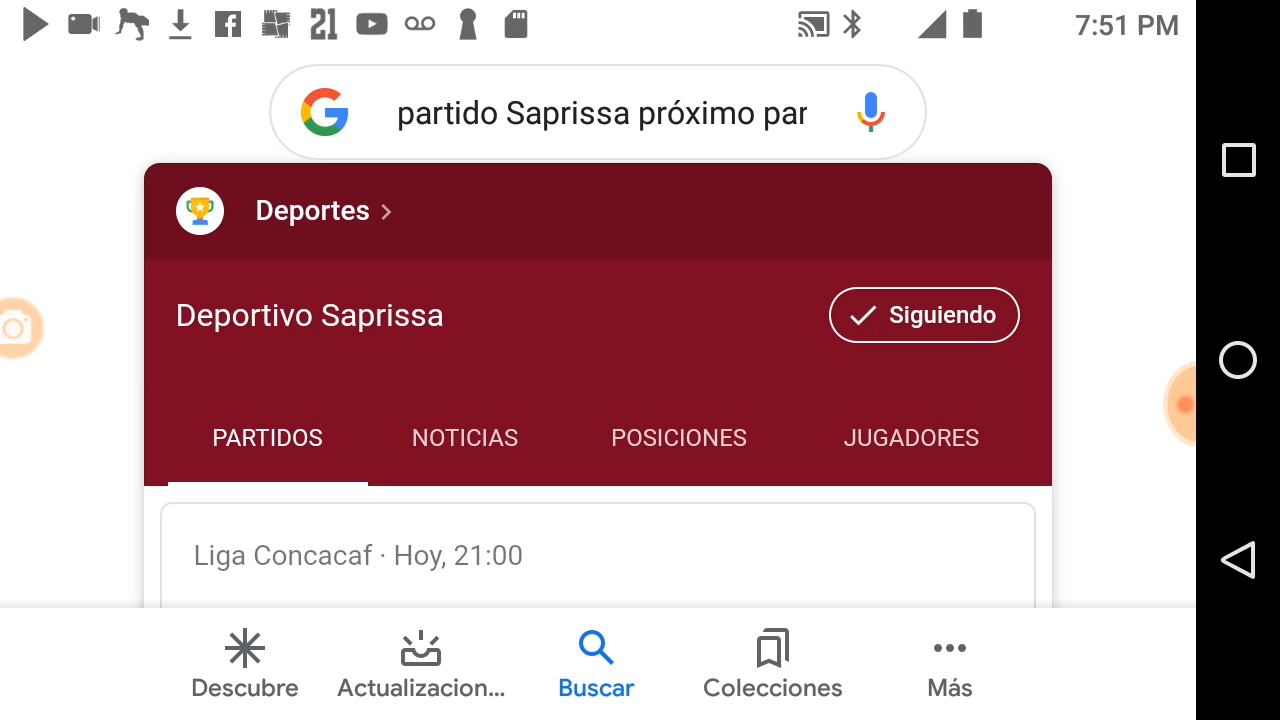 21
7:51 PM
partido Saprissa próximo par
Deportes
Deportivo Saprissa
Siguiendo
PARTIDOS NOTICIAS POSICIONES JUGADORES
Liga Concacaf · Hoy, 21:00
Descubre Actualizacion... Buscar Colecciones Más